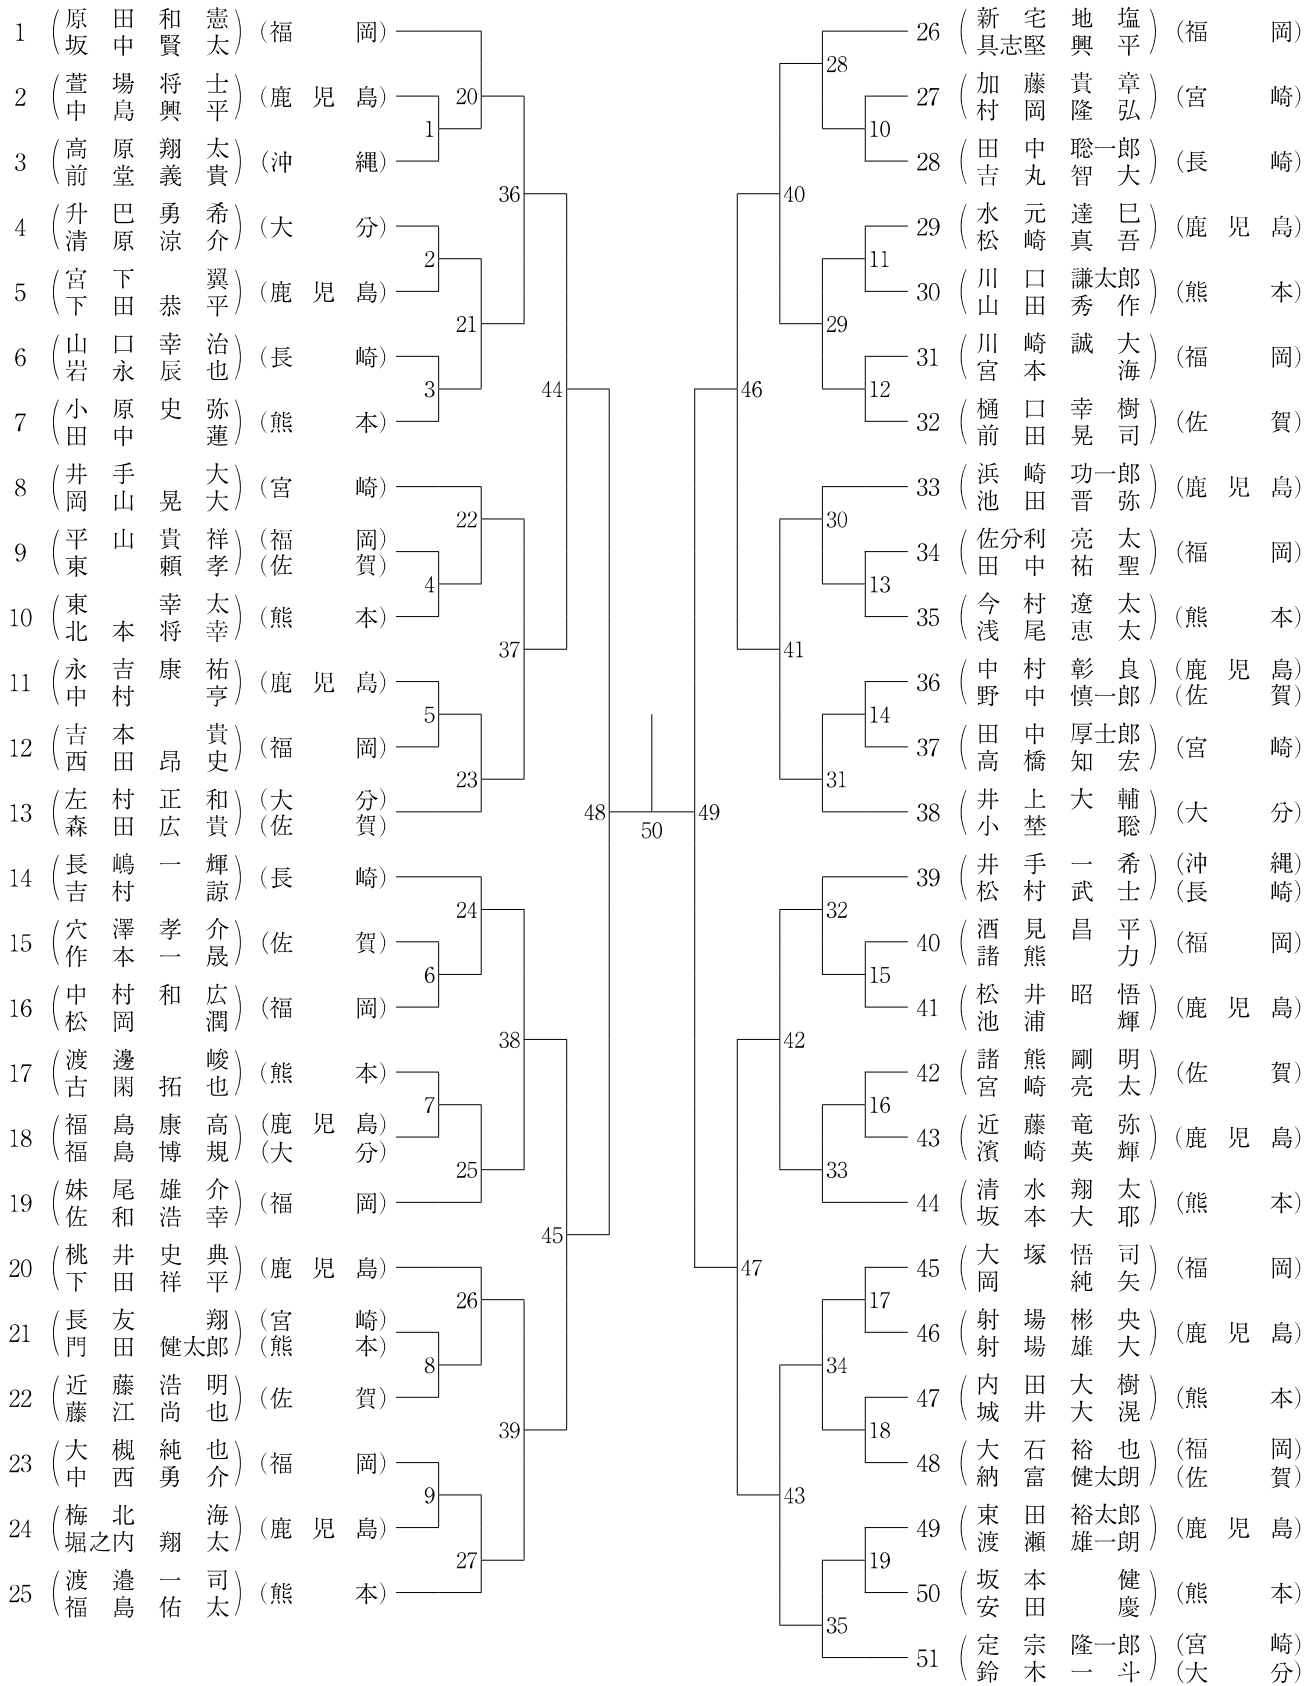 1 (原田和憲 坂中賢太) (福岡)
2 (萱場将士 中島興平) (鹿児島)
3 (高原翔太 前堂義貴) (沖縄)
4 (升巴勇希 清原涼介) (大分)
5 (宮下翼 下田恭平) (鹿児島)
6 (山口幸治 岩永辰也) (長崎)
7 (小原史弥 田中蓮) (熊本)
8 (井手大 岡山晃大) (宮崎)
9 (平山貴祥 東頼孝) (福岡) (佐賀)
10 (東幸太 北本将幸) (熊本)
11 (永吉康祐 中村亨) (鹿児島)
12 (吉本貴 西田昂史) (福岡)
13 (左村正和 森田広貴) (大分) (佐賀)
14 (長嶋一輝 吉村諒) (長崎)
15 (穴澤孝介 作本一晟) (佐賀)
16 (中村和広 松岡潤) (福岡)
17 (渡邊峻 古閑拓也) (熊本)
18 (福島康高 福島博規) (鹿児島) (大分)
19 (妹尾雄介 佐和浩幸) (福岡)
20 (桃井史典 下田祥平) (鹿児島)
21 (長友翔 門田健太郎) (宮崎) (熊本)
22 (近藤浩明 藤江尚也) (佐賀)
23 (大槻純也 中西勇介) (福岡)
24 (梅北海 堀之内翔太) (鹿児島)
25 (渡邉一司 福島佑太) (熊本)
1
2
3
4
5
6
7
8
9
20
21
22
23
24
25
26
27
36
37
38
39
44
45
48
50
49
46
47
40
41
42
43
28
29
30
31
32
33
34
35
10
11
12
13
14
15
16
17
18
19
26 (新宅地塩 具志堅興平) (福岡)
27 (加藤貴章 村岡隆弘) (宮崎)
28 (田中聡一郎 吉丸智大) (長崎)
29 (水元達巳 松崎真吾) (鹿児島)
30 (川口謙太郎 山田秀作) (熊本)
31 (川崎誠大 宮本海) (福岡)
32 (樋口幸樹 前田晃司) (佐賀)
33 (浜崎功一郎 池田晋弥) (鹿児島)
34 (佐分利亮太 田中祐聖) (福岡)
35 (今村遼太 浅尾恵太) (熊本)
36 (中村彰良 野中慎一郎) (鹿児島) (佐賀)
37 (田中厚士郎 高橋知宏) (宮崎)
38 (井上大輔 小埜聡) (大分)
39 (井手一希 松村武士) (沖縄) (長崎)
40 (酒見昌平 諸熊力) (福岡)
41 (松井昭悟 池浦輝) (鹿児島)
42 (諸熊剛明 宮崎亮太) (佐賀)
43 (近藤竜弥 濱崎英輝) (鹿児島)
44 (清水翔太 坂本大耶) (熊本)
45 (大塚悟司 岡純矢) (福岡)
46 (射場彬央 射場雄大) (鹿児島)
47 (内田大樹 城井大滉) (熊本)
48 (大石裕也 納富健太朗) (福岡) (佐賀)
49 (東田裕太郎 渡瀬雄一朗) (鹿児島)
50 (坂本健 安田慶) (熊本)
51 (定宗隆一郎 鈴木一斗) (宮崎) (大分)